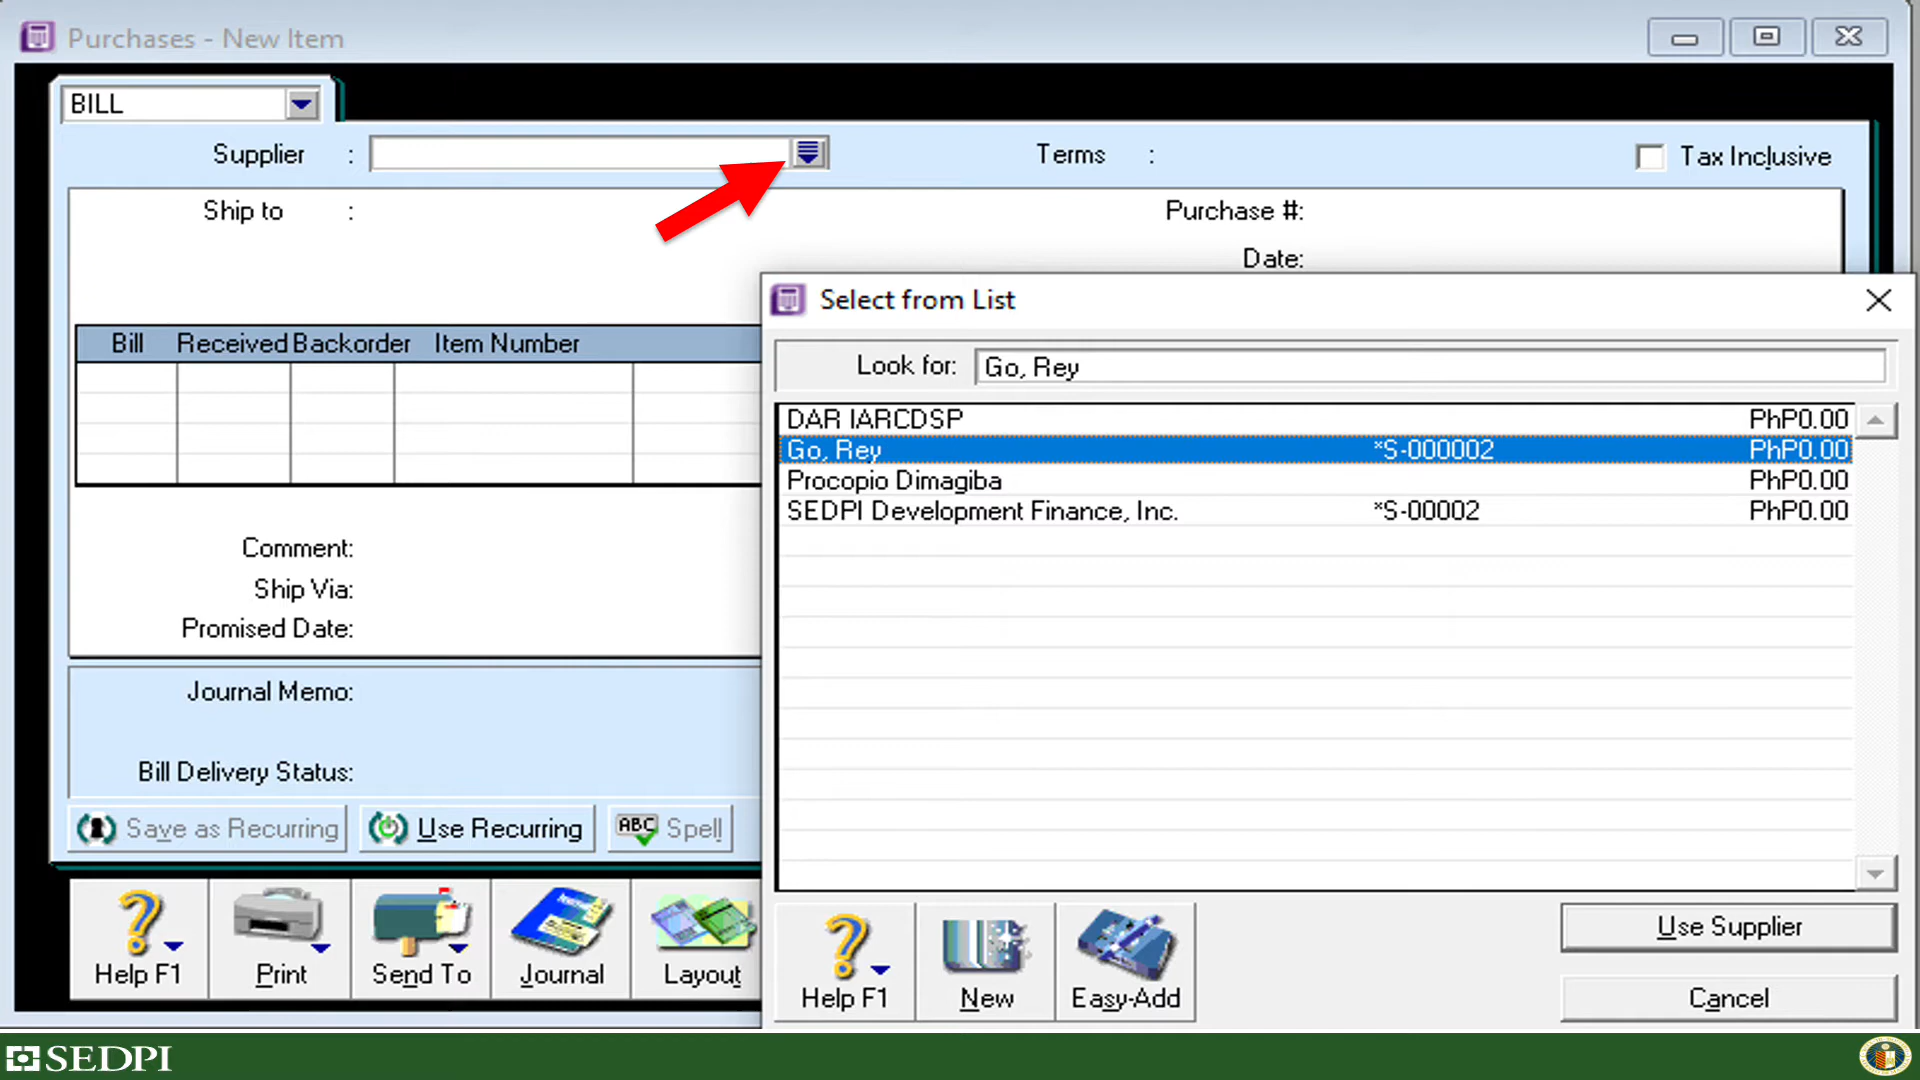 Purchases - New Item
BILL
Supplier :
Terms :
Tax Inclusive
Ship to :
Purchase #:
Date:
Bill Received Backorder Item Number
Comment:
Ship Via:
Promised Date:
Journal Memo:
Bill Delivery Status:
Save as Recurring
Use Recurring
ABC Spell
Help F1
Print
Send To
Journal
Layout
Select from List
Look for: Go, Rey
DAR IARCDSP PhP0.00
Go, Rey *S-000002 PhP0.00
Procopio Dimagiba PhP0.00
SEDPI Development Finance, Inc. *S-00002 PhP0.00
Help F1
New
Easy-Add
Use Supplier
Cancel
SEDPI